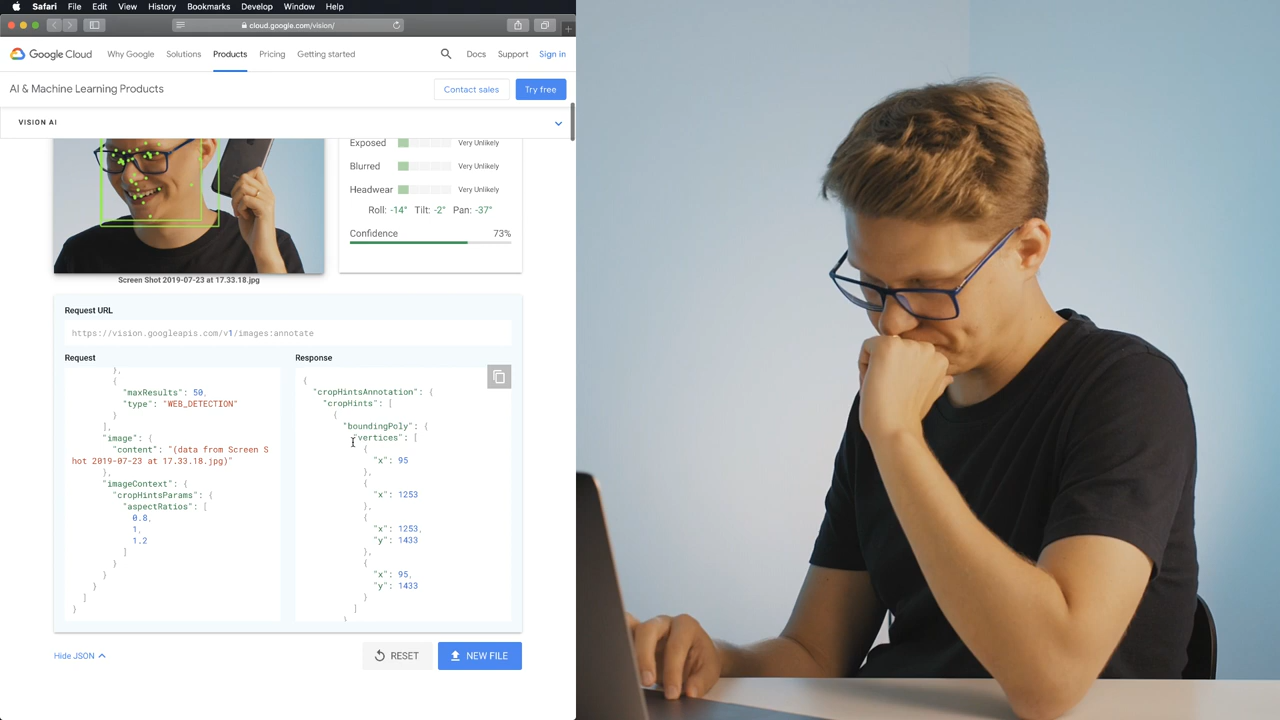 Safari File Edit View History Bookmarks Develop Window Help
cloud.google.com/vision/
Google Cloud Why Google Solutions Products Pricing Getting started Docs Support Sign in
AI & Machine Learning Products Contact sales Try free
VISION AI
Exposed Very Unlikely
Blurred Very Unlikely
Headwear Very Unlikely
Roll: -14° Tilt: -2° Pan: -37°
Confidence 73%
Screen Shot 2019-07-23 at 17.33.18.jpg
Request URL
https://vision.googleapis.com/v1/images:annotate
Request
},
{
"maxResults": 50,
"type": "WEB_DETECTION"
}
],
"image": {
"content": "(data from Screen S
hot 2019-07-23 at 17.33.18.jpg)"
},
"imageContext": {
"cropHintsParams": {
"aspectRatios": [
0.8,
1,
1.2
]
}
}
}
]
}
Response
{
"cropHintsAnnotation": {
"cropHints": [
{
"boundingPoly": {
"vertices": [
{
"x": 95
},
{
"x": 1253
},
{
"x": 1253,
"y": 1433
},
{
"x": 95,
"y": 1433
}
]
}
Hide JSON RESET NEW FILE